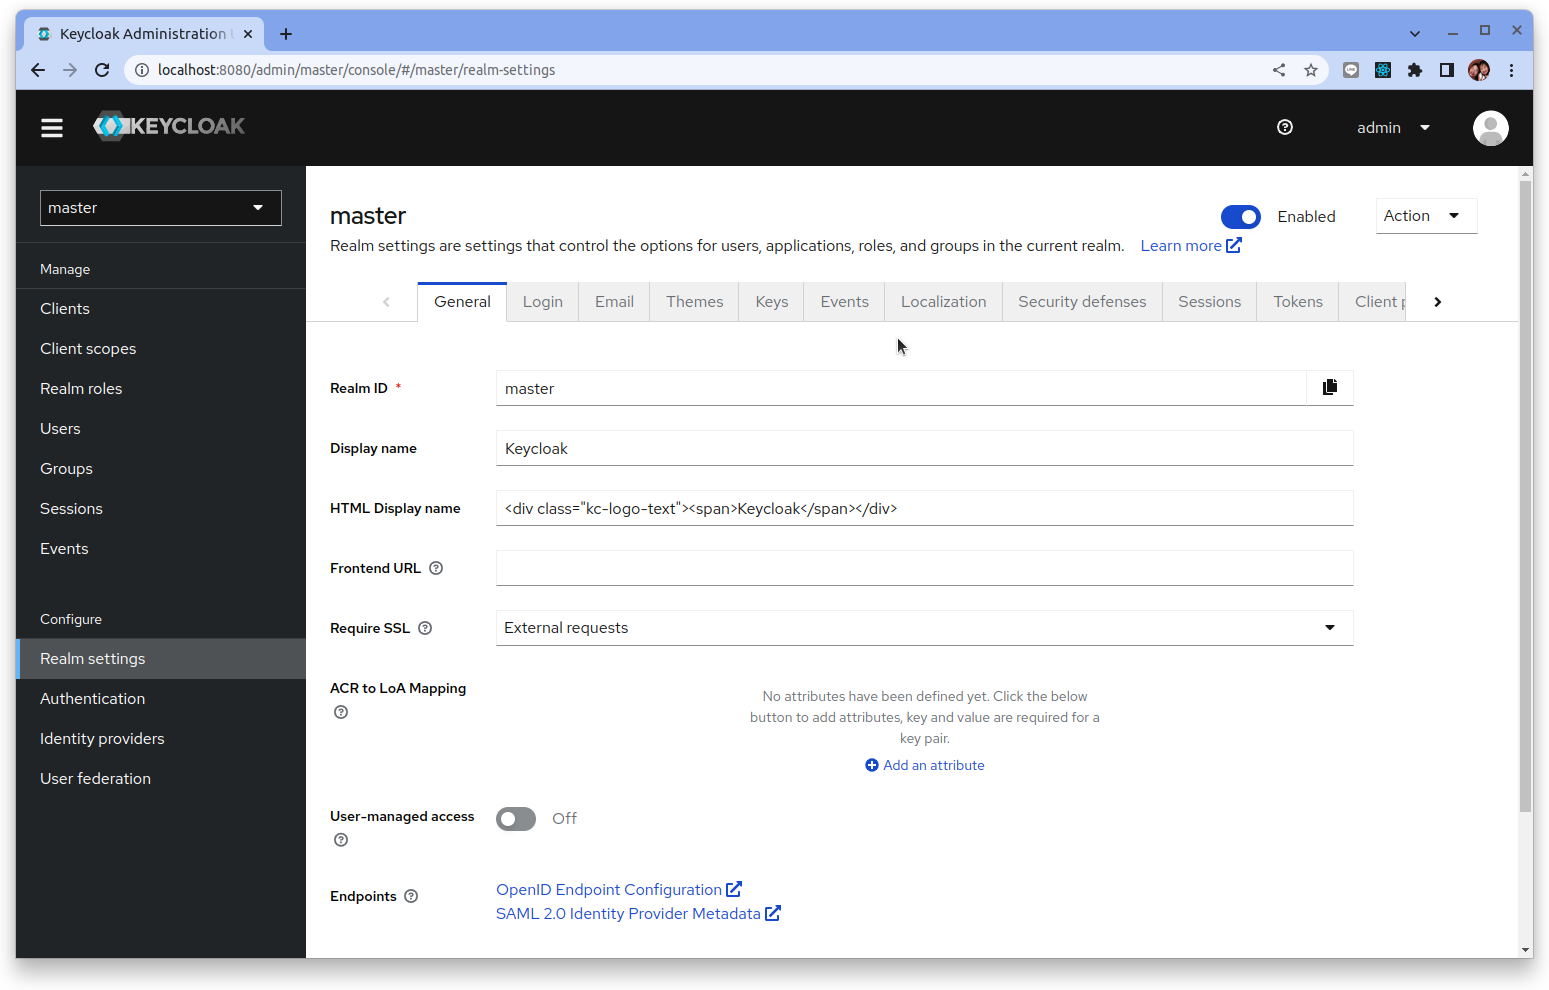 Keycloak Administration
localhost:8080/admin/master/console/#/master/realm-settings
KEYCLOAK
admin
master
Manage
Clients
Client scopes
Realm roles
Users
Groups
Sessions
Events
Configure
Realm settings
Authentication
Identity providers
User federation
master
Enabled
Action
Realm settings are settings that control the options for users, applications, roles, and groups in the current realm. Learn more
General Login Email Themes Keys Events Localization Security defenses Sessions Tokens Client
Realm ID *
master
Display name
Keycloak
HTML Display name
<div class="kc-logo-text"><span>Keycloak</span></div>
Frontend URL
Require SSL
External requests
ACR to LoA Mapping
No attributes have been defined yet. Click the below
button to add attributes, key and value are required for a
key pair.
Add an attribute
User-managed access
Off
Endpoints
OpenID Endpoint Configuration
SAML 2.0 Identity Provider Metadata